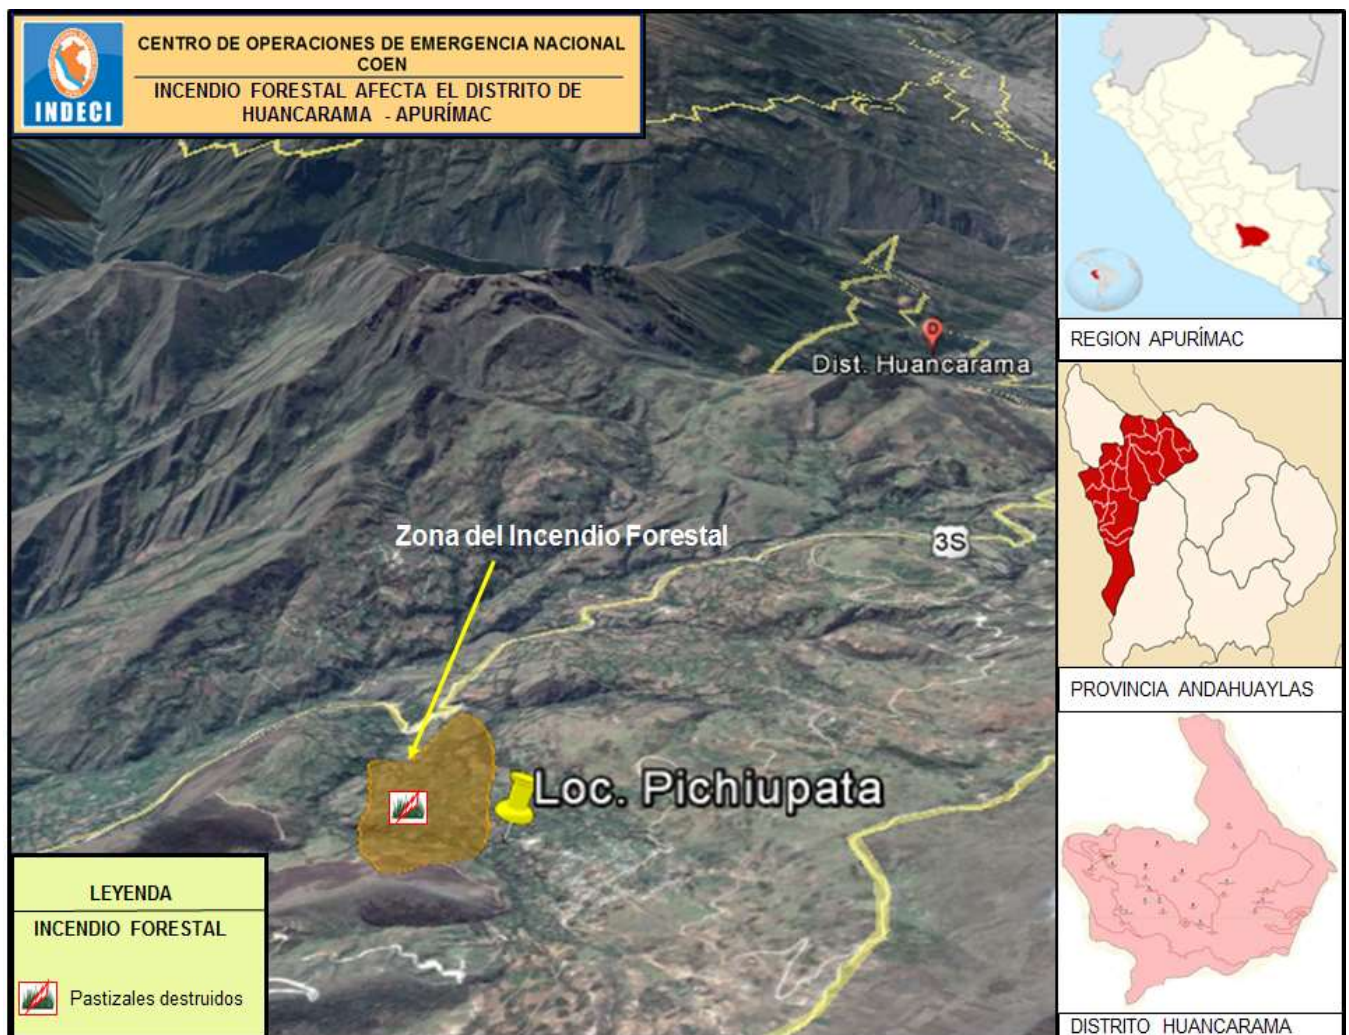 INDECI
CENTRO DE OPERACIONES DE EMERGENCIA NACIONAL
COEN
INCENDIO FORESTAL AFECTA EL DISTRITO DE
HUANCARAMA - APURÍMAC
D
Dist. Huancarama
Zona del Incendio Forestal
3S
Loc. Pichiupata
LEYENDA
INCENDIO FORESTAL
Pastizales destruidos
REGION APURÍMAC
PROVINCIA ANDAHUAYLAS
DISTRITO HUANCARAMA